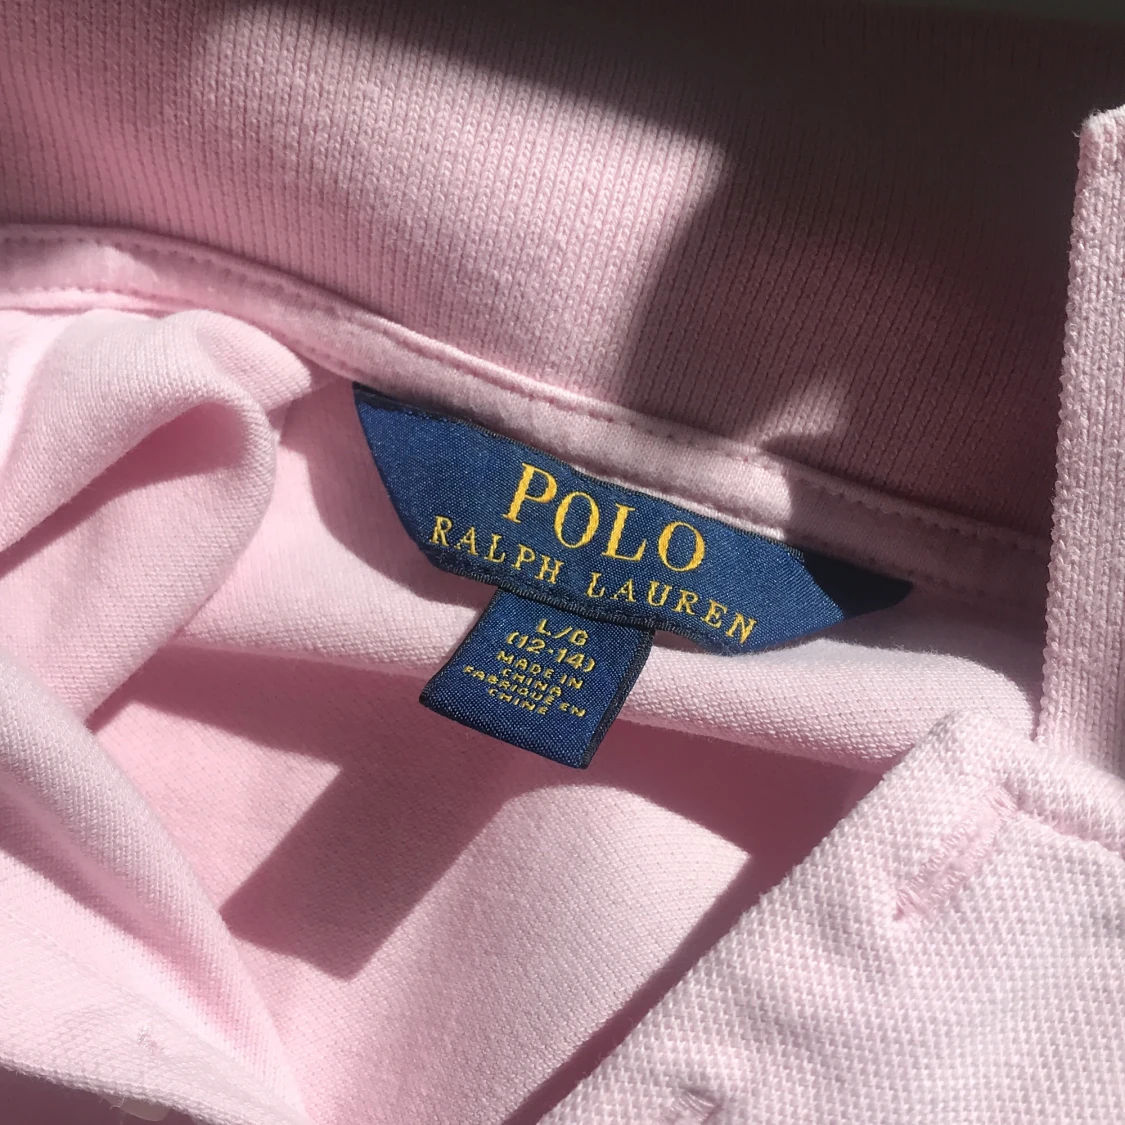 POLO
RALPH LAUREN
L/G
(12-14)
MADE IN
CHINA
FABRIQUÉ EN
CHINE